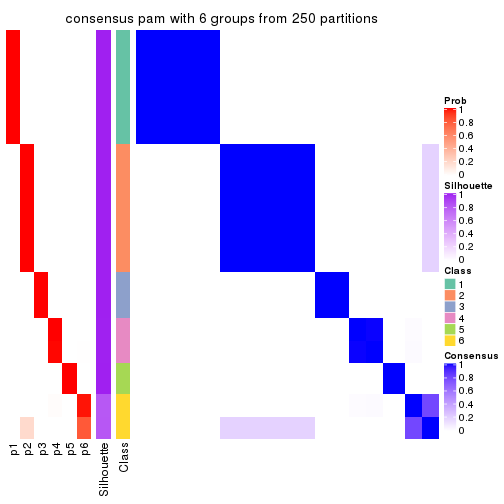 consensus pam with 6 groups from 250 partitions
Prob
1
0.8
0.6
0.4
0.2
0
Silhouette
1
0.8
0.6
0.4
0.2
0
Class
1
2
3
4
5
6
Consensus
1
0.8
0.6
0.4
0.2
0
p1
p2
p3
p4
p5
p6
Silhouette
Class